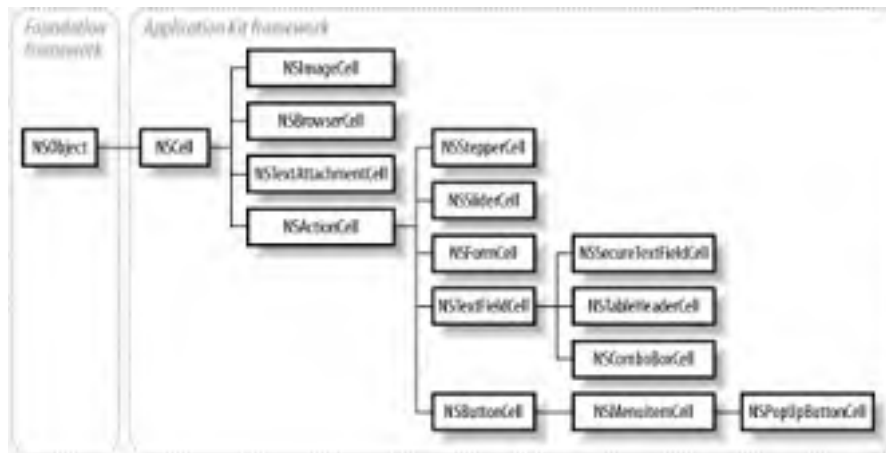 Foundation
framework
Application Kit framework
NSImageCell
NSBrowserCell
NSObject
NSCell
NSStepperCell
NSTextAttachmentCell
NSSliderCell
NSActionCell
NSFormCell
NSSecureTextFieldCell
NSTextFieldCell
NSTableHeaderCell
NSComboBoxCell
NSButtonCell
NSMenuItemCell
NSPopUpButtonCell